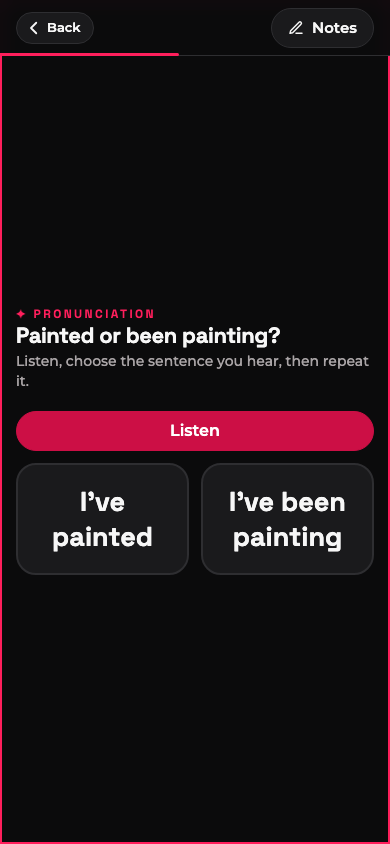 Back
Notes
PRONUNCIATION
Painted or been painting?
Listen, choose the sentence you hear, then repeat
it.
Listen
I’ve
painted
I’ve been
painting